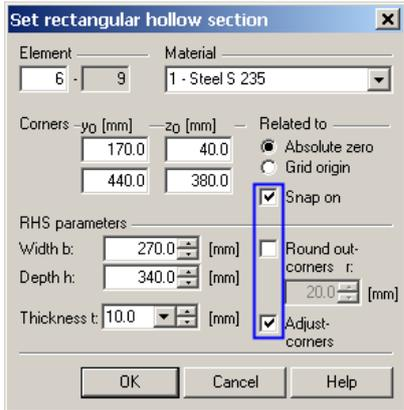 Set rectangular hollow section
Element Material
6 - 9 1 - Steel S 235
Corners y0 [mm] z0 [mm] Related to
170.0 40.0 Absolute zero
Grid origin
440.0 380.0
Snap on
RHS parameters
Width b: 270.0 [mm] Round out-
corners r:
Depth h: 340.0 [mm]
20.0 [mm]
Thickness t: 10.0 [mm] Adjust-
corners
OK Cancel Help